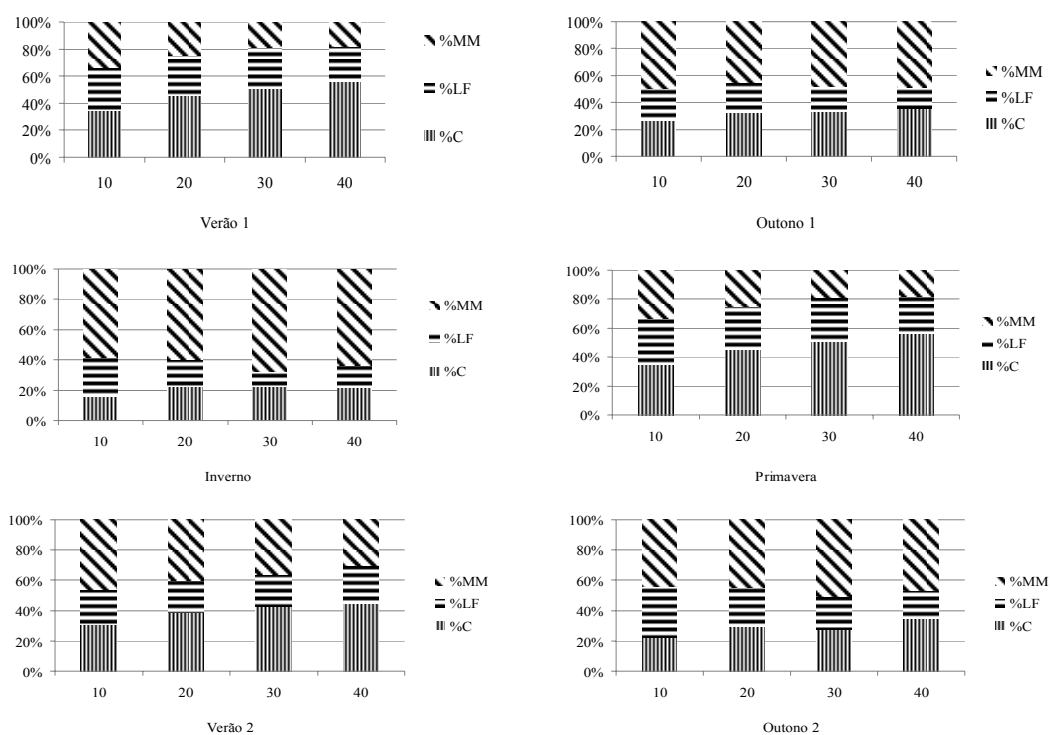 100%
80%
60%
40%
20%
0%
10 20 30 40
%MM
%LF
%C
Verão 1
100%
80%
60%
40%
20%
0%
10 20 30 40
%MM
%LF
%C
Outono 1
100%
80%
60%
40%
20%
0%
10 20 30 40
%MM
%LF
%C
Inverno
100%
80%
60%
40%
20%
0%
10 20 30 40
%MM
%LF
%C
Primavera
100%
80%
60%
40%
20%
0%
10 20 30 40
%MM
%LF
%C
Verão 2
100%
80%
60%
40%
20%
0%
10 20 30 40
%MM
%LF
%C
Outono 2